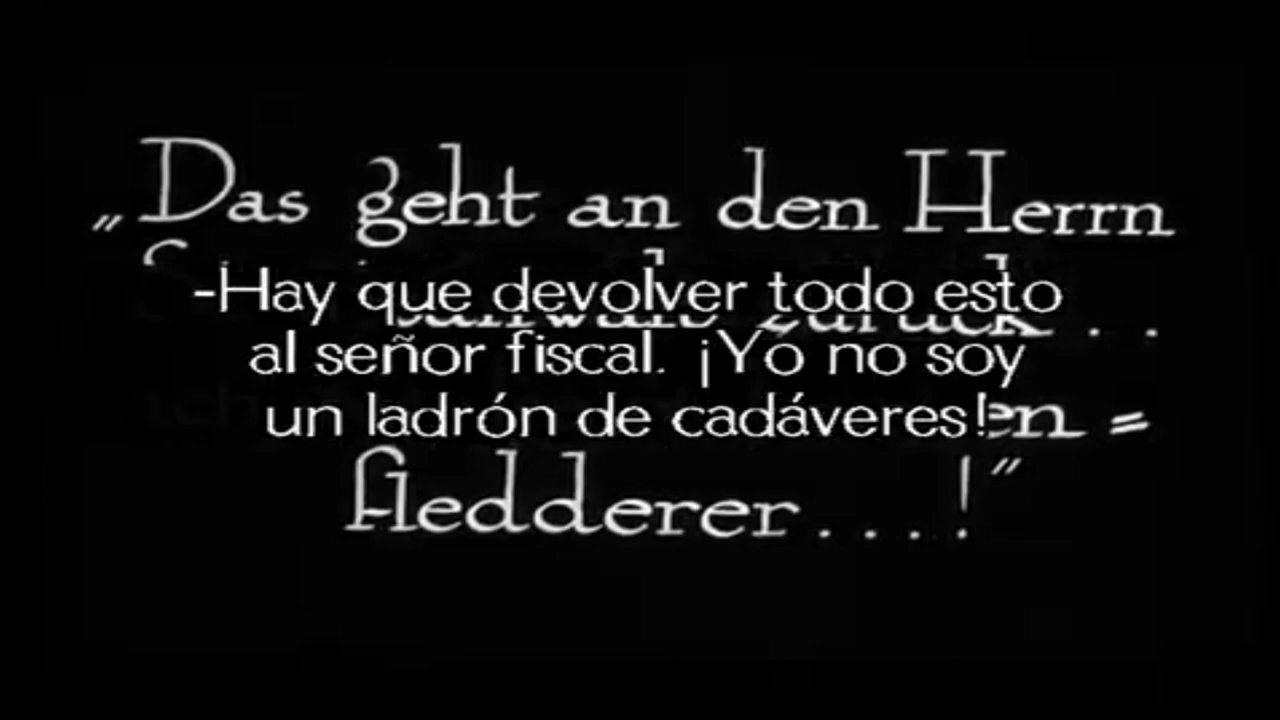 „Das geht an den Herrn
-Hay que devolver todo esto
al señor fiscal. ¡Yo no soy
un ladrón de cadáveres!
fledderer...!”